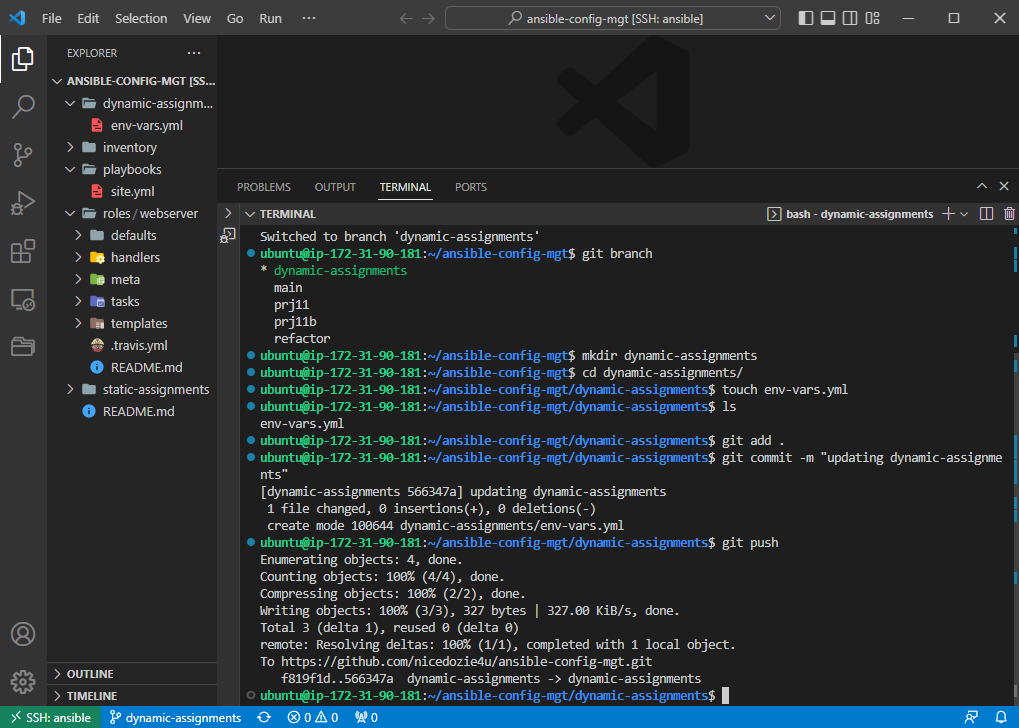 File Edit Selection View Go Run ···
ansible-config-mgt [SSH: ansible]
EXPLORER ···
ANSIBLE-CONFIG-MGT [SS...
dynamic-assignm...
env-vars.yml
inventory
playbooks
site.yml
roles/webserver
defaults
handlers
meta
tasks
templates
.travis.yml
README.md
static-assignments
README.md
OUTLINE
TIMELINE
PROBLEMS OUTPUT TERMINAL PORTS
TERMINAL
bash - dynamic-assignments
Switched to branch 'dynamic-assignments'
ubuntu@ip-172-31-90-181:~/ansible-config-mgt$ git branch
* dynamic-assignments
main
prj11
prj11b
refactor
ubuntu@ip-172-31-90-181:~/ansible-config-mgt$ mkdir dynamic-assignments
ubuntu@ip-172-31-90-181:~/ansible-config-mgt$ cd dynamic-assignments/
ubuntu@ip-172-31-90-181:~/ansible-config-mgt/dynamic-assignments$ touch env-vars.yml
ubuntu@ip-172-31-90-181:~/ansible-config-mgt/dynamic-assignments$ ls
env-vars.yml
ubuntu@ip-172-31-90-181:~/ansible-config-mgt/dynamic-assignments$ git add .
ubuntu@ip-172-31-90-181:~/ansible-config-mgt/dynamic-assignments$ git commit -m "updating dynamic-assignme
nts"
[dynamic-assignments 566347a] updating dynamic-assignments
1 file changed, 0 insertions(+), 0 deletions(-)
create mode 100644 dynamic-assignments/env-vars.yml
ubuntu@ip-172-31-90-181:~/ansible-config-mgt/dynamic-assignments$ git push
Enumerating objects: 4, done.
Counting objects: 100% (4/4), done.
Compressing objects: 100% (2/2), done.
Writing objects: 100% (3/3), 327 bytes | 327.00 KiB/s, done.
Total 3 (delta 1), reused 0 (delta 0)
remote: Resolving deltas: 100% (1/1), completed with 1 local object.
To https://github.com/nicedozie4u/ansible-config-mgt.git
f819f1d..566347a dynamic-assignments -> dynamic-assignments
ubuntu@ip-172-31-90-181:~/ansible-config-mgt/dynamic-assignments$
SSH: ansible dynamic-assignments 0 0 0